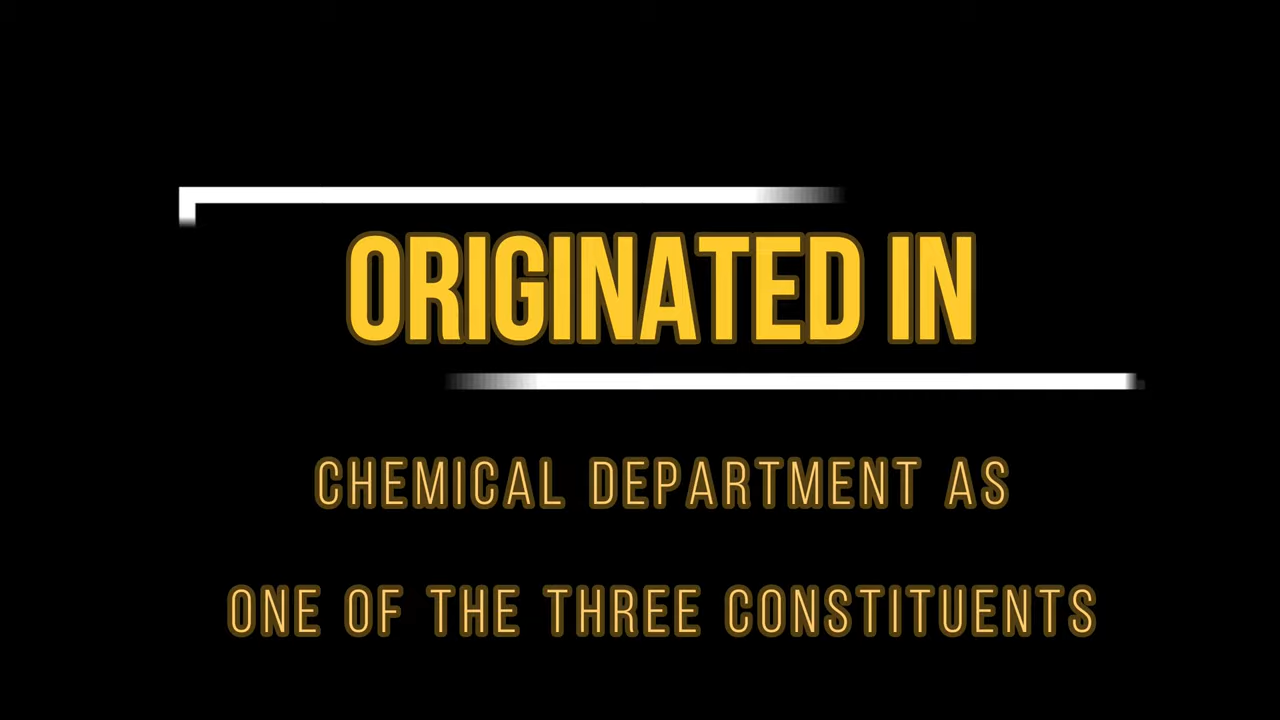 ORIGINATED IN
CHEMICAL DEPARTMENT AS
ONE OF THE THREE CONSTITUENTS